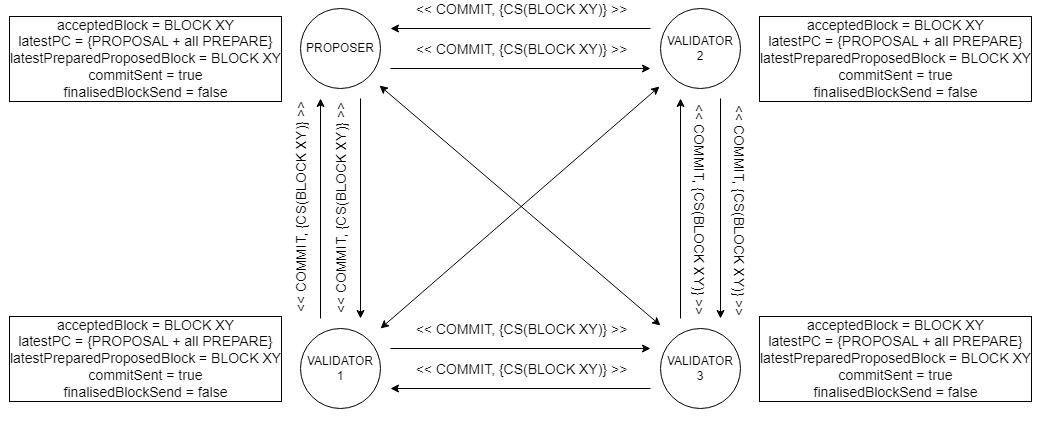 acceptedBlock = BLOCK XY
latestPC = {PROPOSAL + all PREPARE}
latestPreparedProposedBlock = BLOCK XY
commitSent = true
finalisedBlockSend = false
PROPOSER
<< COMMIT, {CS(BLOCK XY)} >>
<< COMMIT, {CS(BLOCK XY)} >>
VALIDATOR
2
acceptedBlock = BLOCK XY
latestPC = {PROPOSAL + all PREPARE}
latestPreparedProposedBlock = BLOCK XY
commitSent = true
finalisedBlockSend = false
<< COMMIT, {CS(BLOCK XY)} >>
<< COMMIT, {CS(BLOCK XY)} >>
<< COMMIT, {CS(BLOCK XY)} >>
<< COMMIT, {CS(BLOCK XY)} >>
acceptedBlock = BLOCK XY
latestPC = {PROPOSAL + all PREPARE}
latestPreparedProposedBlock = BLOCK XY
commitSent = true
finalisedBlockSend = false
VALIDATOR
1
<< COMMIT, {CS(BLOCK XY)} >>
<< COMMIT, {CS(BLOCK XY)} >>
VALIDATOR
3
acceptedBlock = BLOCK XY
latestPC = {PROPOSAL + all PREPARE}
latestPreparedProposedBlock = BLOCK XY
commitSent = true
finalisedBlockSend = false